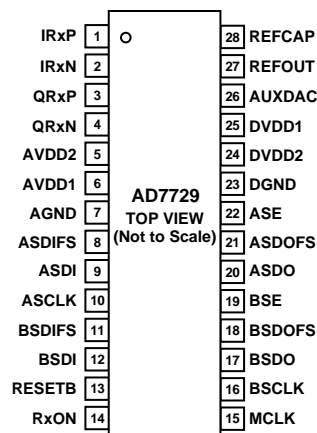 IRxP 1 28 REFCAP
IRxN 2 27 REFOUT
QRxP 3 26 AUXDAC
QRxN 4 25 DVDD1
AVDD2 5 24 DVDD2
AVDD1 6 23 DGND
AD7729
AGND 7 TOP VIEW 22 ASE
ASDIFS 8 (Not to Scale) 21 ASDOFS
ASDI 9 20 ASDO
ASCLK 10 19 BSE
BSDIFS 11 18 BSDOFS
BSDI 12 17 BSDO
RESETB 13 16 BSCLK
RxON 14 15 MCLK